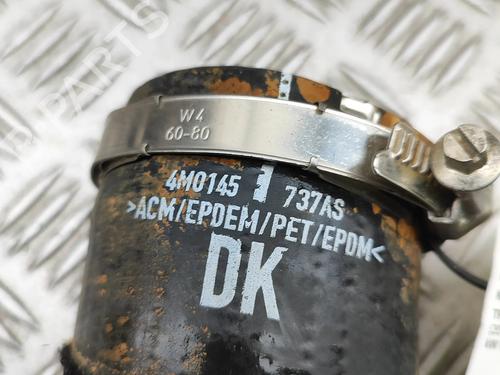 W4
60-80
4M0145 737AS
>ACM/EPDEM/PET/EPDM<
DK